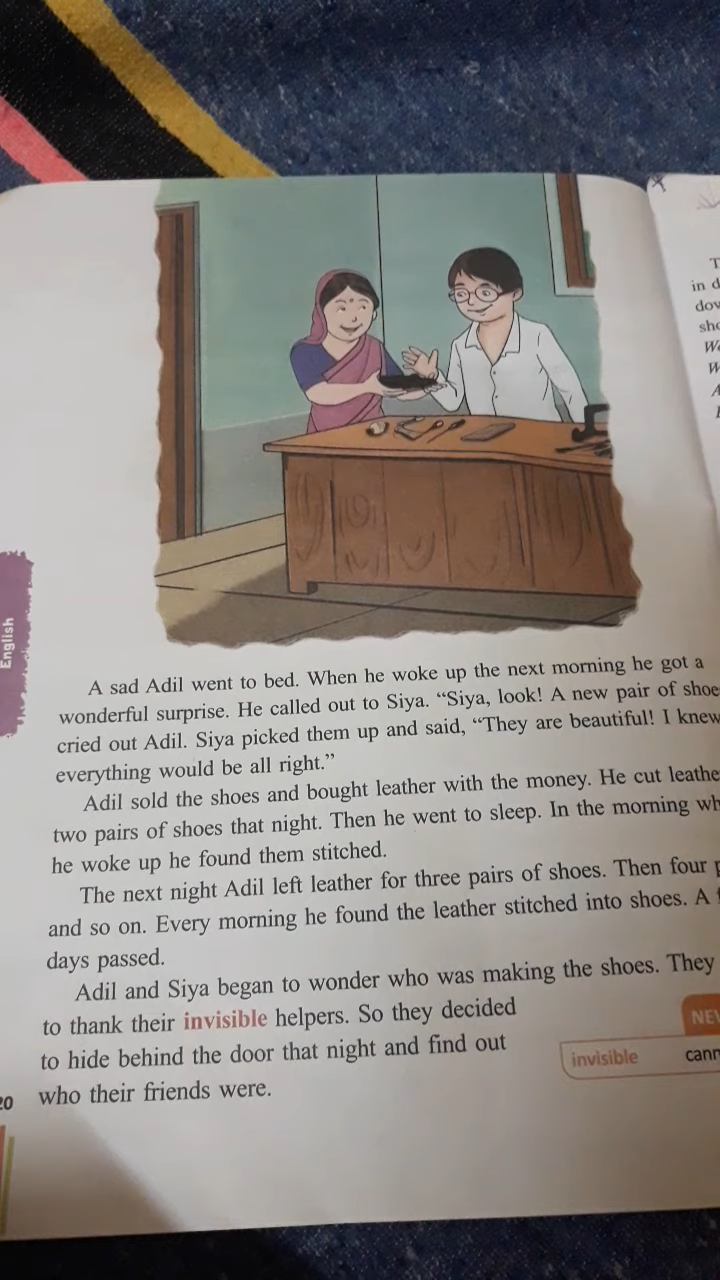 A sad Adil went to bed. When he woke up the next morning he got a
wonderful surprise. He called out to Siya. “Siya, look! A new pair of shoe
cried out Adil. Siya picked them up and said, “They are beautiful! I knew
everything would be all right.”
Adil sold the shoes and bought leather with the money. He cut leathe
two pairs of shoes that night. Then he went to sleep. In the morning wh
he woke up he found them stitched.
The next night Adil left leather for three pairs of shoes. Then four p
and so on. Every morning he found the leather stitched into shoes. A
days passed.
Adil and Siya began to wonder who was making the shoes. They
to thank their invisible helpers. So they decided
to hide behind the door that night and find out
who their friends were.
NEV
invisible cann
20
English
T
in d
dov
sho
We
W
A